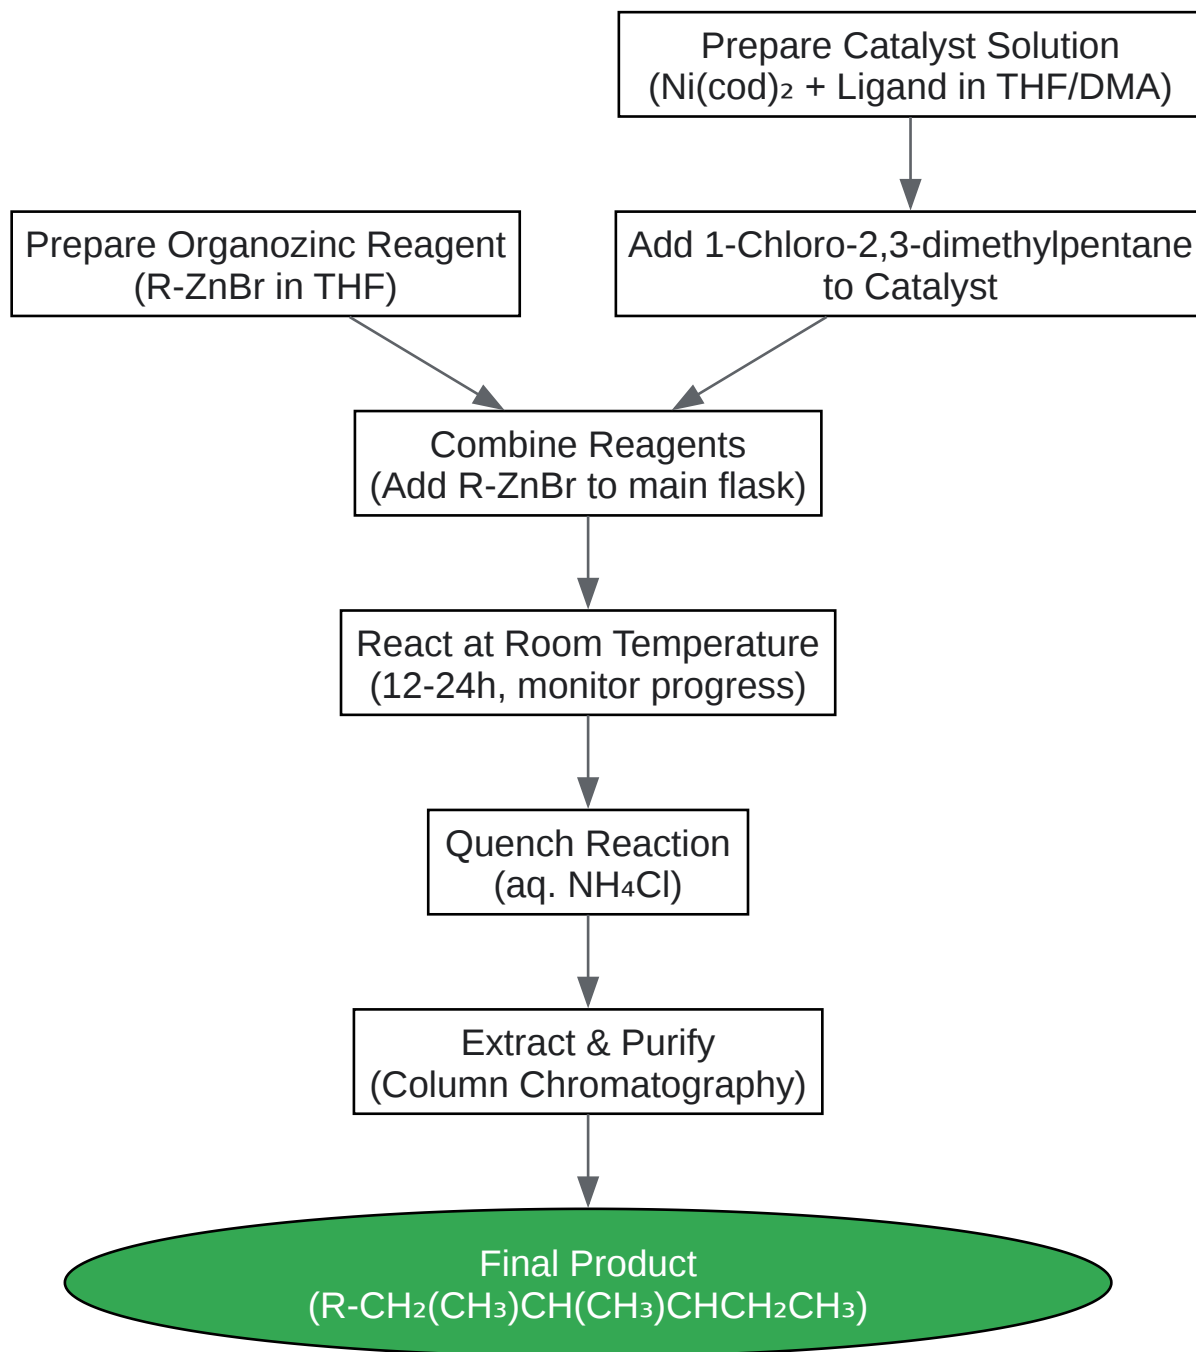 Prepare Catalyst Solution
(Ni(cod)₂ + Ligand in THF/DMA)
Prepare Organozinc Reagent
(R-ZnBr in THF)
Add 1-Chloro-2,3-dimethylpentane
to Catalyst
Combine Reagents
(Add R-ZnBr to main flask)
React at Room Temperature
(12-24h, monitor progress)
Quench Reaction
(aq. NH₄Cl)
Extract & Purify
(Column Chromatography)
Final Product
(R-CH₂(CH₃)CH(CH₃)CHCH₂CH₃)